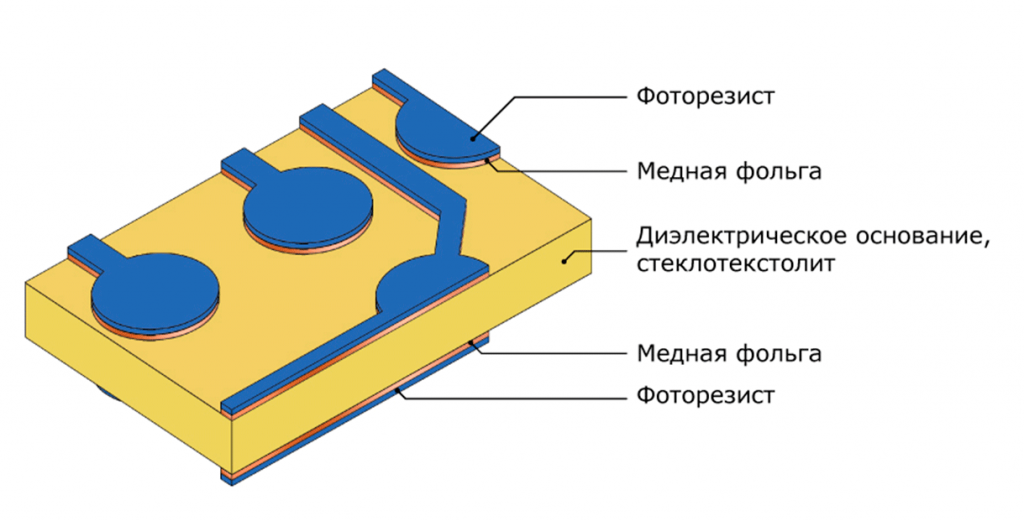 Фоторезист
Медная фольга
Диэлектрическое основание,
стеклотекстолит
Медная фольга
Фоторезист